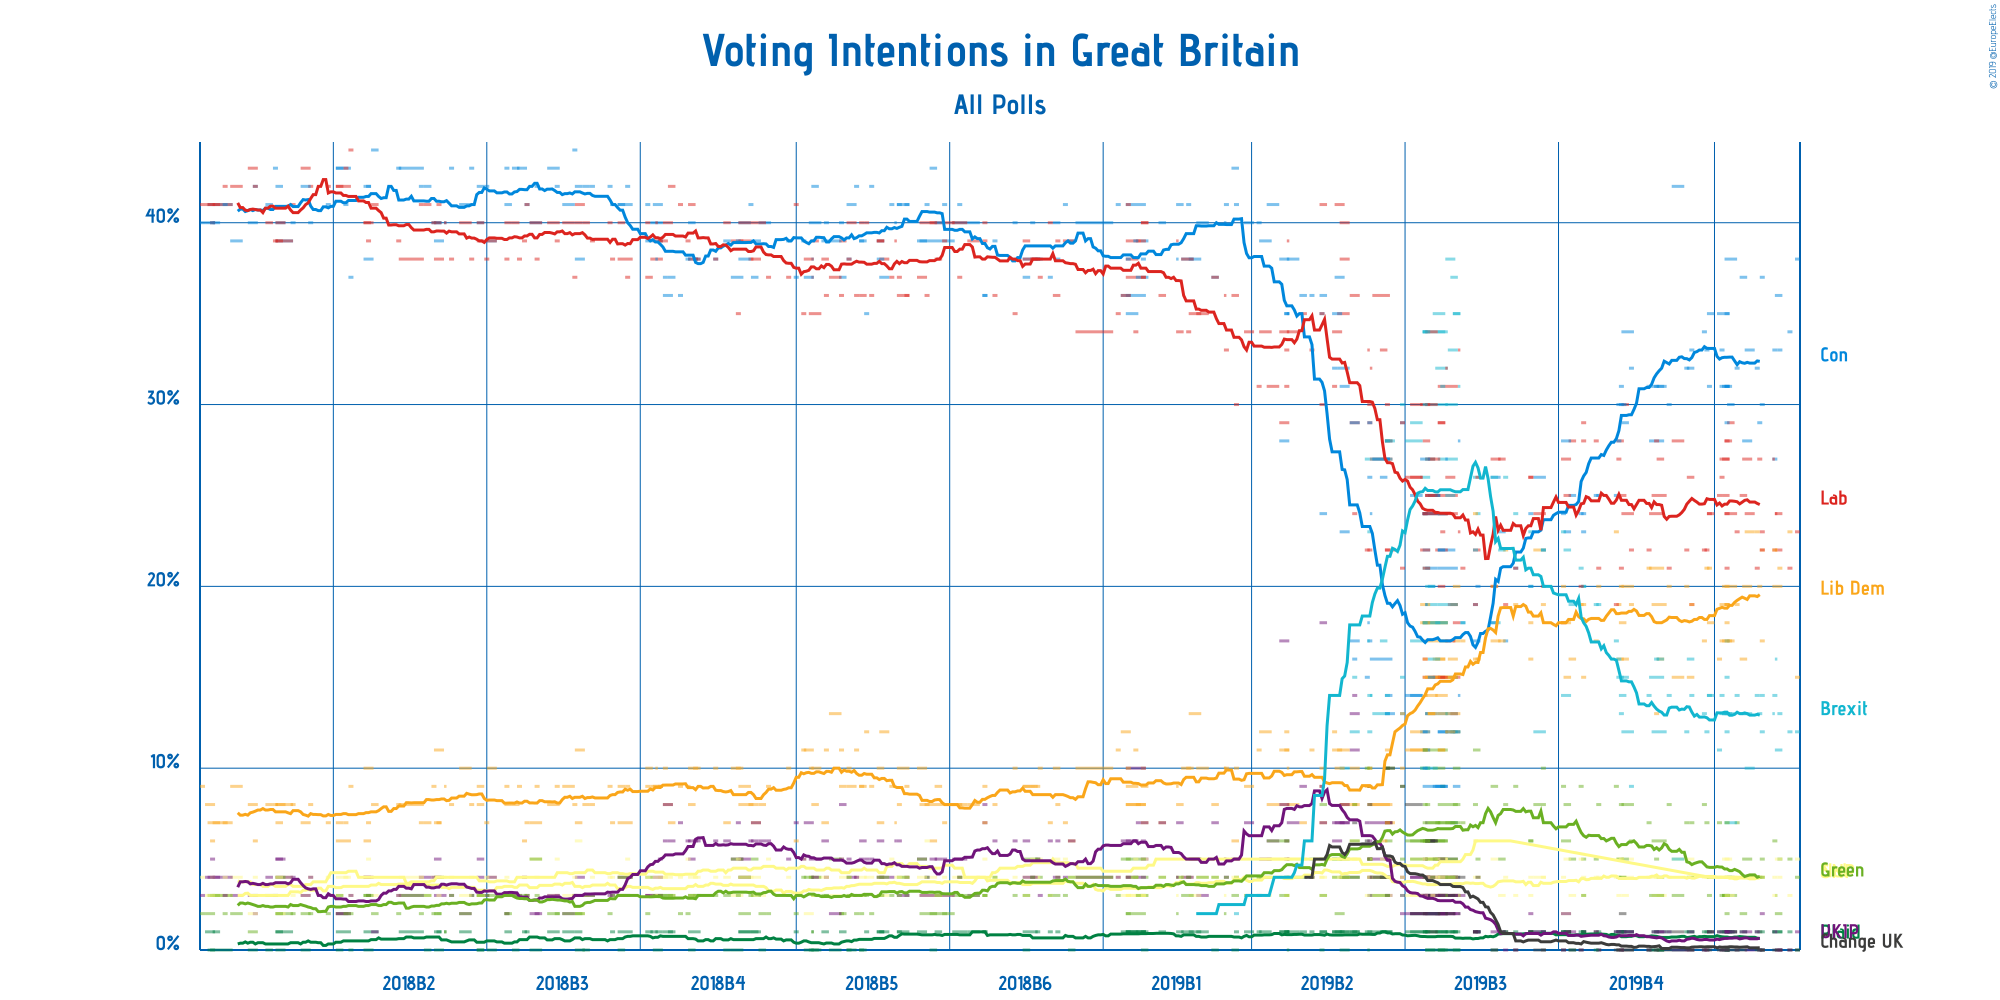 © 2019 @EuropeElects
Voting Intentions in Great Britain
All Polls
40%
30%
20%
10%
0%
Con
Lab
Lib Dem
Brexit
Green
UKIP
Change UK
2018B2
2018B3
2018B4
2018B5
2018B6
2019B1
2019B2
2019B3
2019B4